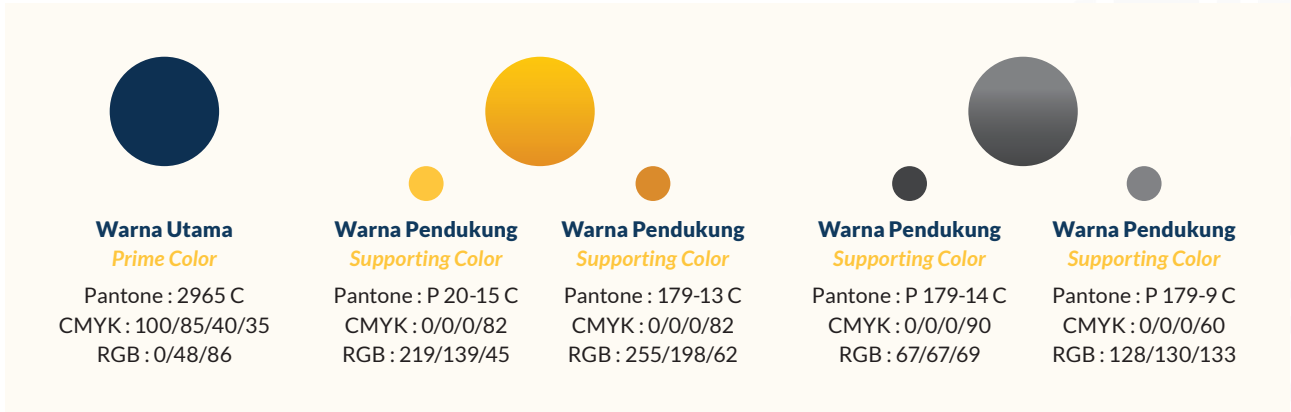 Warna Utama
Prime Color
Pantone : 2965 C
CMYK : 100/85/40/35
RGB : 0/48/86
Warna Pendukung
Supporting Color
Pantone : P 20-15 C
CMYK : 0/0/0/82
RGB : 219/139/45
Warna Pendukung
Supporting Color
Pantone : 179-13 C
CMYK : 0/0/0/82
RGB : 255/198/62
Warna Pendukung
Supporting Color
Pantone : P 179-14 C
CMYK : 0/0/0/90
RGB : 67/67/69
Warna Pendukung
Supporting Color
Pantone : P 179-9 C
CMYK : 0/0/0/60
RGB : 128/130/133